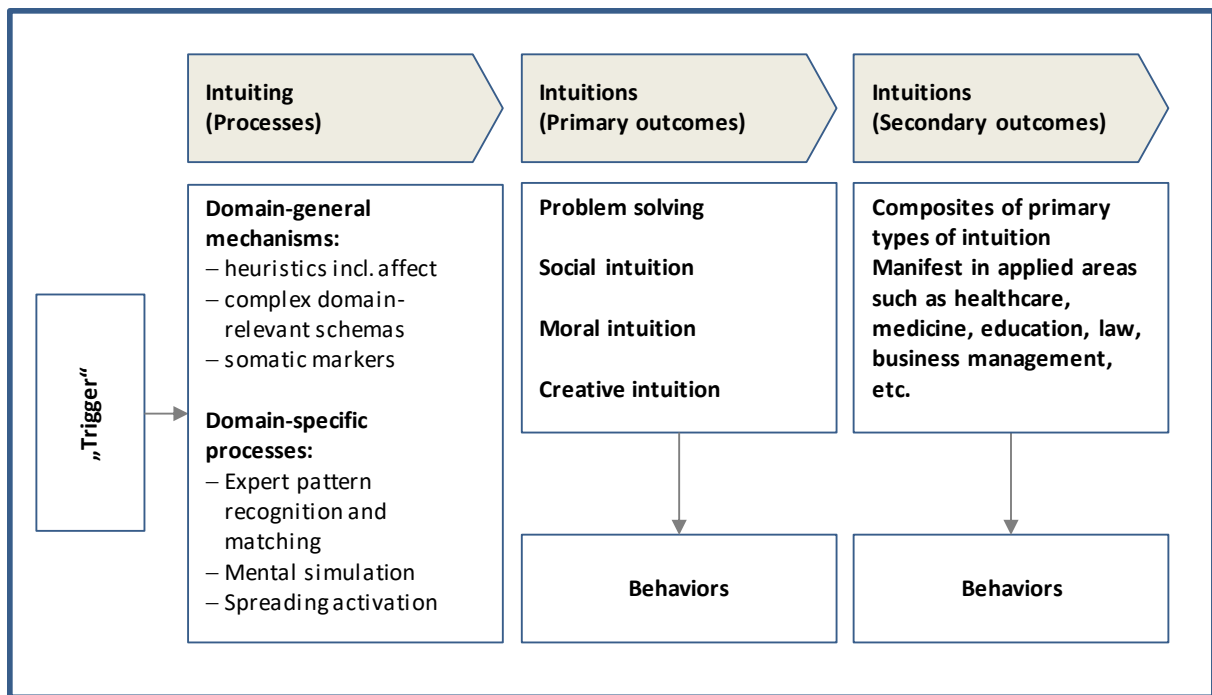 „Trigger“
Intuiting
(Processes)
Domain-general
mechanisms:
– heuristics incl. affect
– complex domain-
relevant schemas
– somatic markers
Domain-specific
processes:
– Expert pattern
recognition and
matching
– Mental simulation
– Spreading activation
Intuitions
(Primary outcomes)
Problem solving
Social intuition
Moral intuition
Creative intuition
Behaviors
Intuitions
(Secondary outcomes)
Composites of primary
types of intuition
Manifest in applied areas
such as healthcare,
medicine, education, law,
business management,
etc.
Behaviors